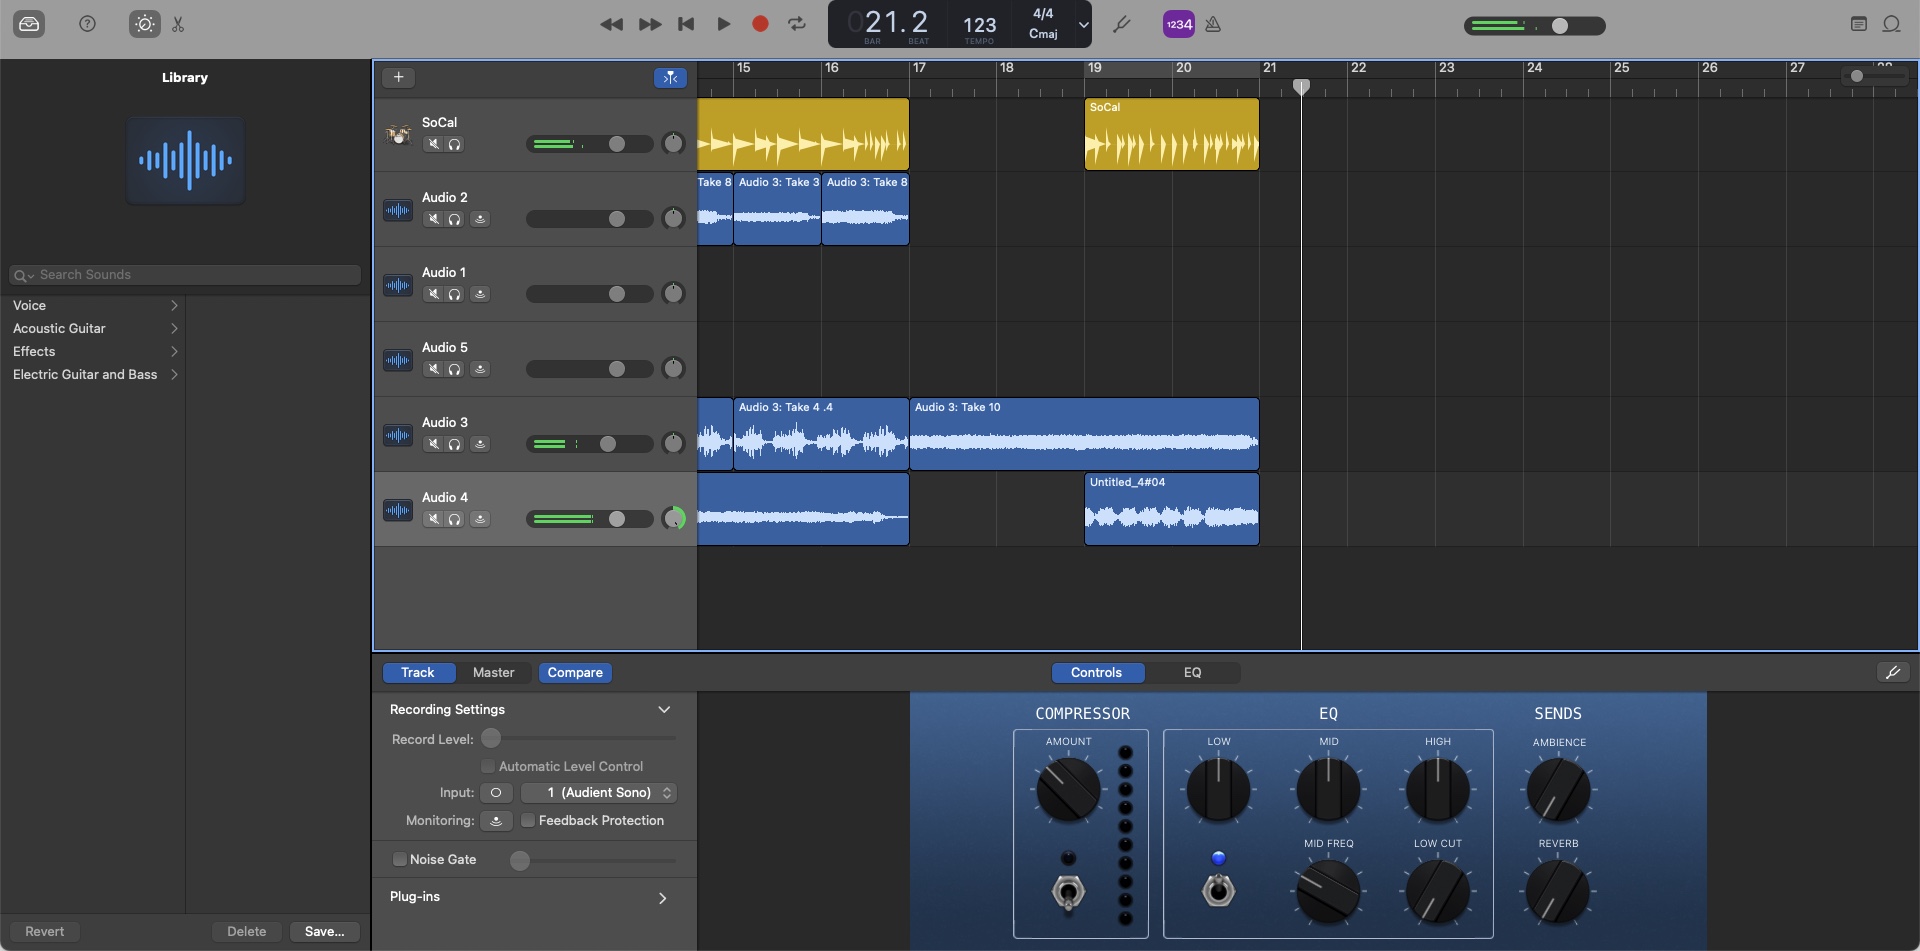 021.2
BAR
BEAT
123
TEMPO
4/4
Cmaj
1234
Library
Search Sounds
Voice
Acoustic Guitar
Effects
Electric Guitar and Bass
Revert
Delete
Save...
15
16
17
18
19
20
21
22
23
24
25
26
27
SoCal
SoCal
Audio 2
Take 8
Audio 3: Take 3
Audio 3: Take 8
Audio 1
Audio 5
Audio 3
Audio 3: Take 4 .4
Audio 3: Take 10
Audio 4
Untitled_4#04
Track
Master
Compare
Controls
EQ
Recording Settings
Record Level:
Automatic Level Control
Input:
1 (Audient Sono)
Monitoring:
Feedback Protection
Noise Gate
Plug-ins
COMPRESSOR
AMOUNT
EQ
LOW
MID
HIGH
MID FREQ
LOW CUT
SENDS
AMBIENCE
REVERB